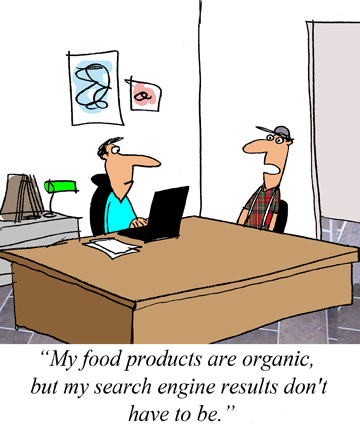 “My food products are organic,
but my search engine results don't
have to be.”